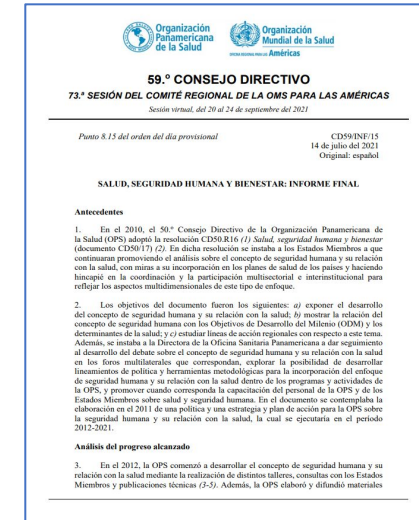 Organización
Panamericana
de la Salud
Organización
Mundial de la Salud
OFICINA REGIONAL PARA LAS Américas
59.º CONSEJO DIRECTIVO
73.ª SESIÓN DEL COMITÉ REGIONAL DE LA OMS PARA LAS AMÉRICAS
Sesión virtual, del 20 al 24 de septiembre del 2021
Punto 8.15 del orden del día provisional
CD59/INF/15
14 de julio del 2021
Original: español
SALUD, SEGURIDAD HUMANA Y BIENESTAR: INFORME FINAL
Antecedentes
1. En el 2010, el 50.º Consejo Directivo de la Organización Panamericana de
la Salud (OPS) adoptó la resolución CD50.R16 (1) Salud, seguridad humana y bienestar
(documento CD50/17) (2). En dicha resolución se instaba a los Estados Miembros a que
continuaran promoviendo el análisis sobre el concepto de seguridad humana y su relación
con la salud, con miras a su incorporación en los planes de salud de los países y haciendo
hincapié en la coordinación y la participación multisectorial e interinstitucional para
reflejar los aspectos multidimensionales de este tipo de enfoque.
2. Los objetivos del documento fueron los siguientes: a) exponer el desarrollo
del concepto de seguridad humana y su relación con la salud; b) mostrar la relación del
concepto de seguridad humana con los Objetivos de Desarrollo del Milenio (ODM) y los
determinantes de la salud; y c) estudiar líneas de acción regionales con respecto a este tema.
Además, se instaba a la Directora de la Oficina Sanitaria Panamericana a dar seguimiento
al desarrollo del debate sobre el concepto de seguridad humana y su relación con la salud
en los foros multilaterales que correspondan, explorar la posibilidad de desarrollar
lineamientos de política y herramientas metodológicas para la incorporación del enfoque
de seguridad humana y su relación con la salud dentro de los programas y actividades de
la OPS, y promover cuando corresponda la capacitación del personal de la OPS y de los
Estados Miembros sobre salud y seguridad humana. En el documento se contemplaba la
elaboración en el 2011 de una política y una estrategia y plan de acción para la OPS sobre
la seguridad humana y su relación con la salud, la cual se ejecutaría en el período
2012-2021.
Análisis del progreso alcanzado
3. En el 2012, la OPS comenzó a desarrollar el concepto de seguridad humana y su
relación con la salud mediante la realización de distintos talleres, consultas con los Estados
Miembros y publicaciones técnicas (3-5). Además, la OPS elaboró y difundió materiales